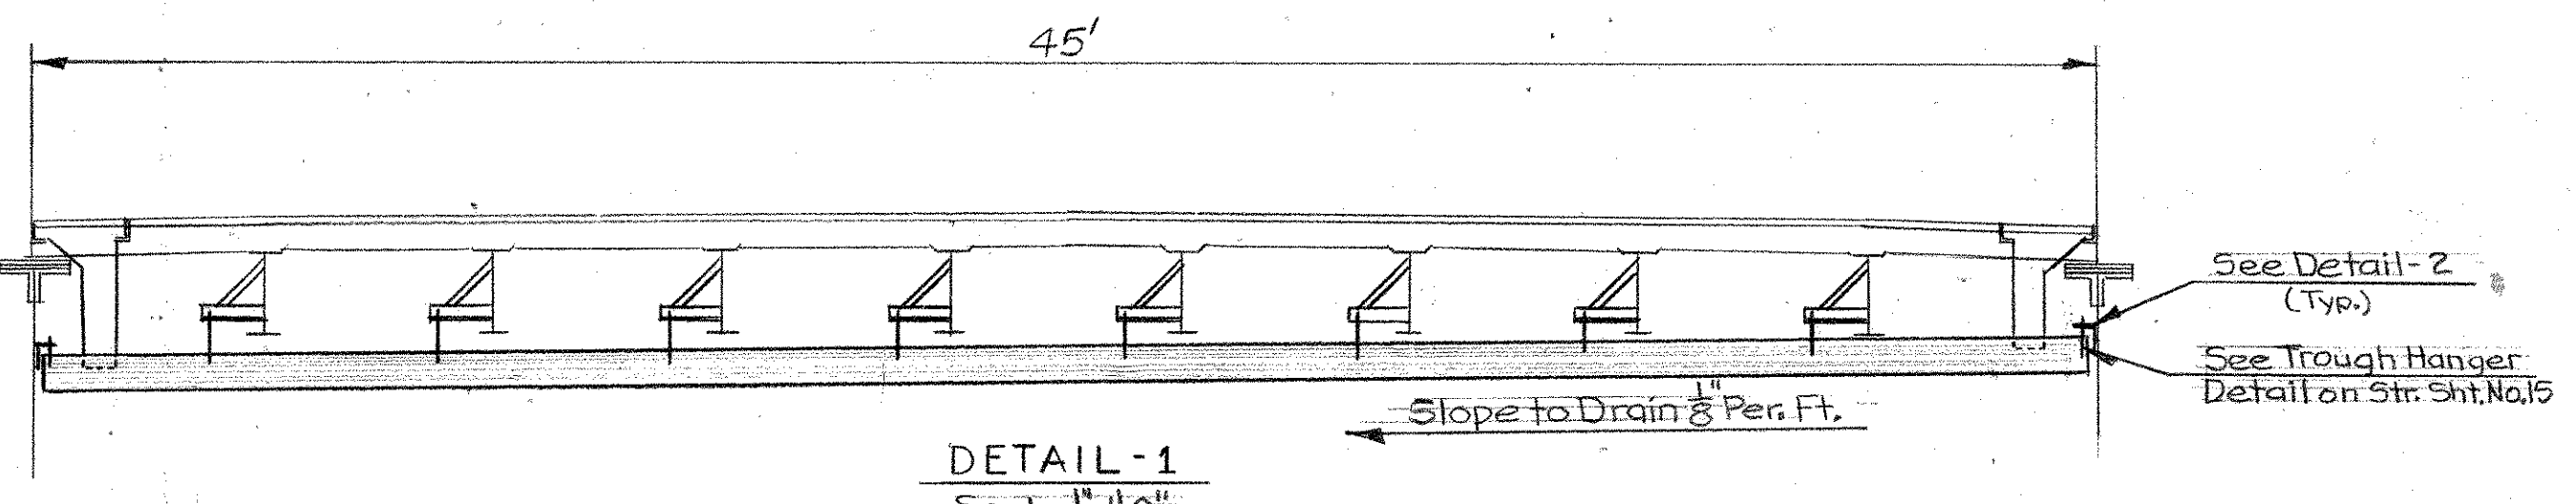 45'
See Detail-2
(Typ.)
See Trough Hanger
Detail on Str. Sht. No. 15
Slope to Drain 1/8" Per. Ft.
DETAIL-1